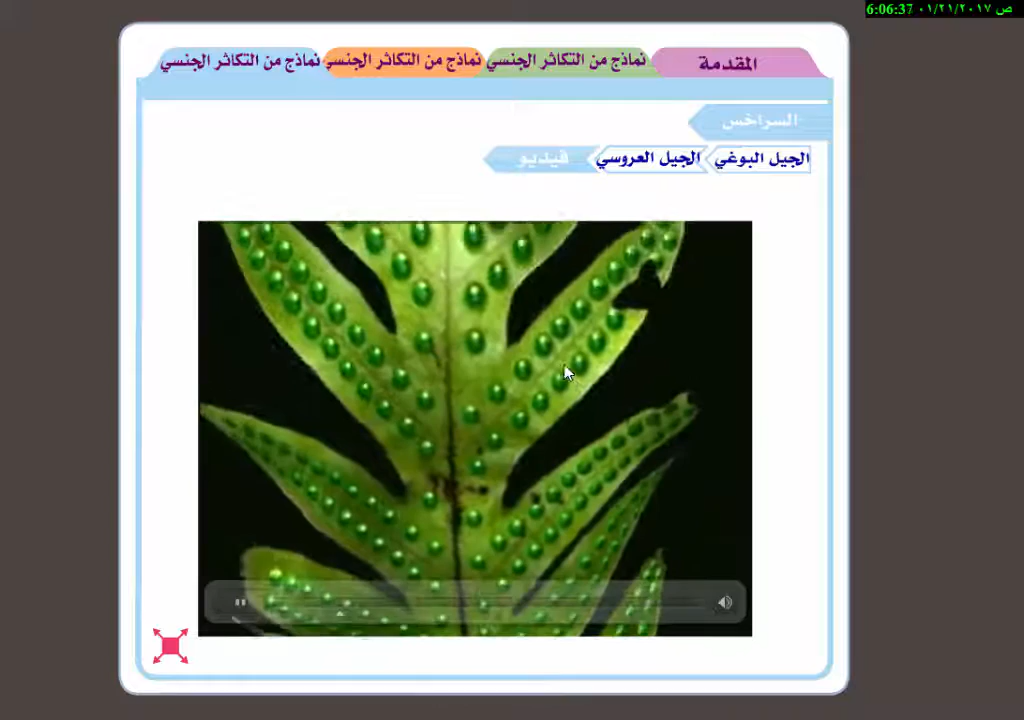 6:06:37 ص ٠١/٢١/٢٠١٧
المقدمة
نماذج من التكاثر الجنسي
نماذج من التكاثر الجنسي
نماذج من التكاثر الجنسي
السراخس
الجيل البوغي
الجيل العروسي
فيديو